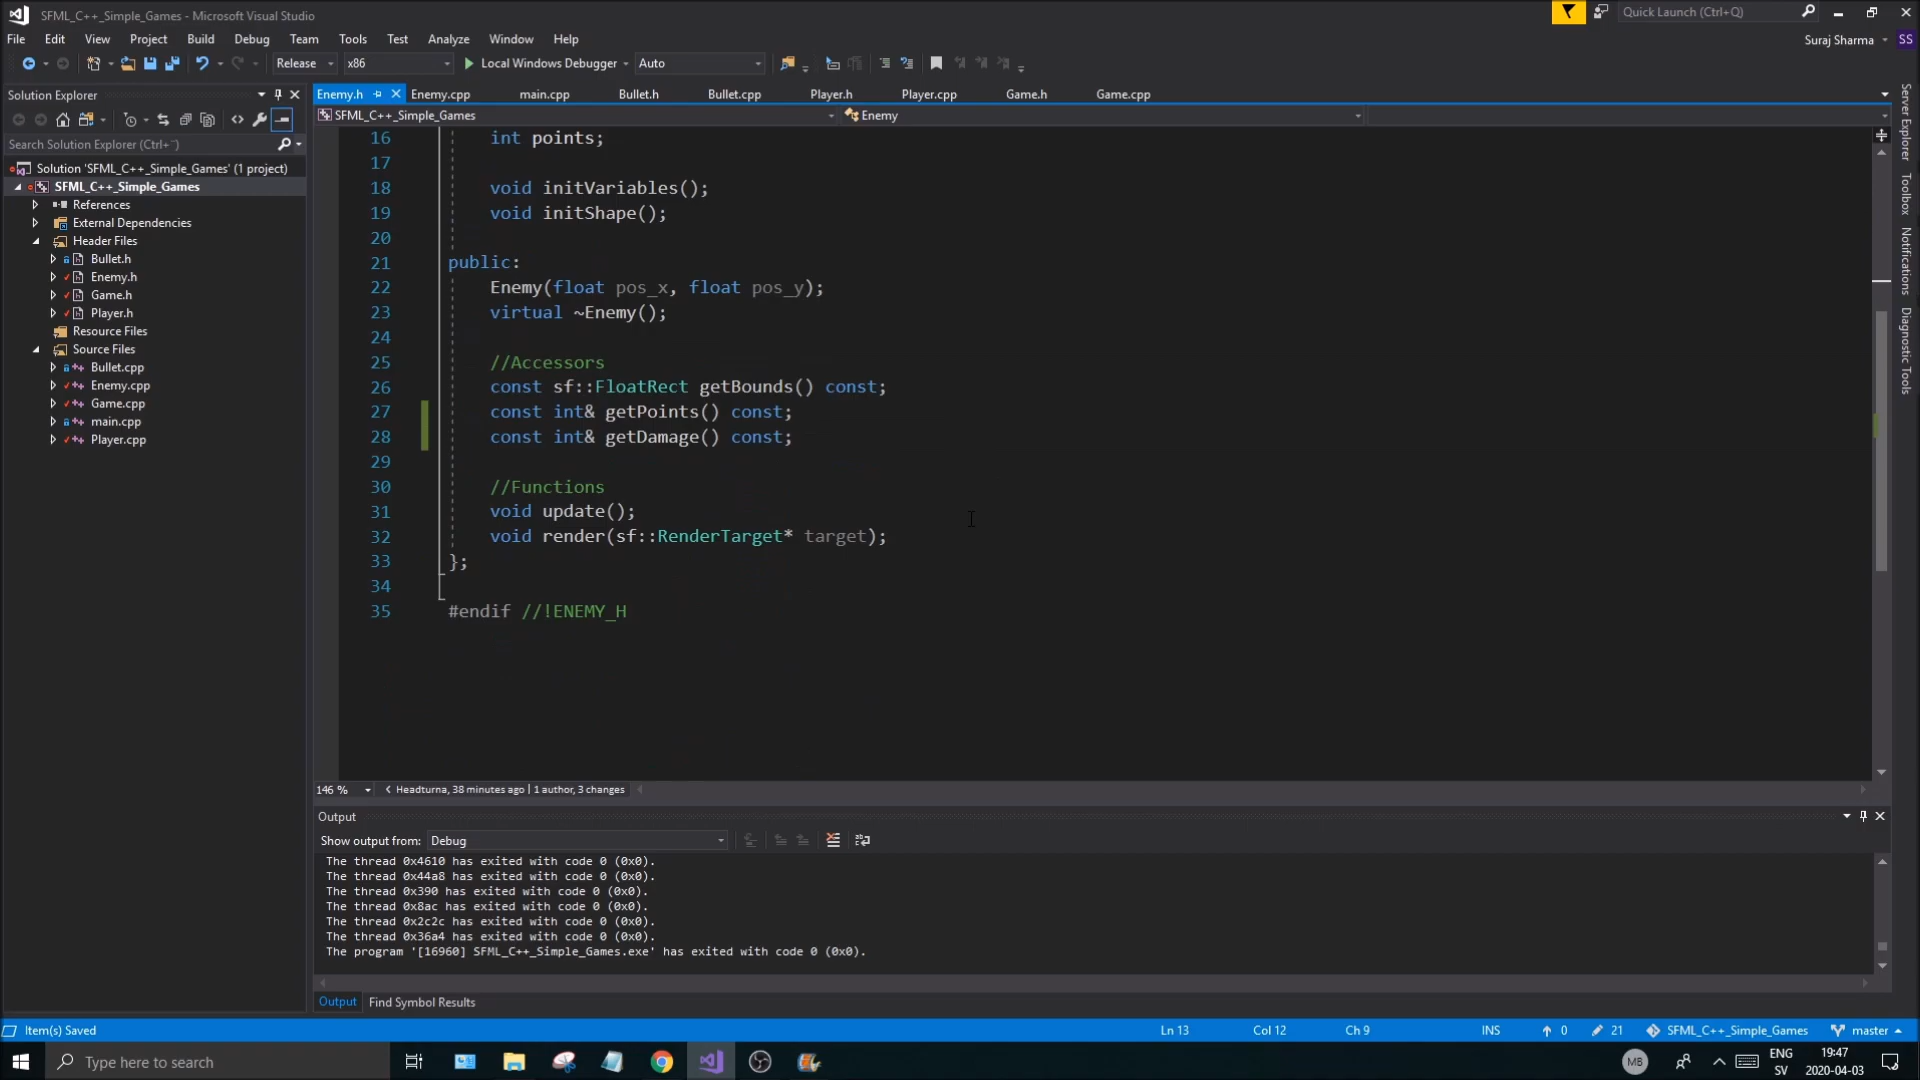 SFML_C++_Simple_Games - Microsoft Visual Studio
Quick Launch (Ctrl+Q)
File Edit View Project Build Debug Team Tools Test Analyze Window Help
Suraj Sharma SS
Release x86 Local Windows Debugger Auto
Solution Explorer
Search Solution Explorer (Ctrl+¨)
Solution 'SFML_C++_Simple_Games' (1 project)
SFML_C++_Simple_Games
References
External Dependencies
Header Files
Bullet.h
Enemy.h
Game.h
Player.h
Resource Files
Source Files
Bullet.cpp
Enemy.cpp
Game.cpp
main.cpp
Player.cpp
Enemy.h Enemy.cpp main.cpp Bullet.h Bullet.cpp Player.h Player.cpp Game.h Game.cpp
SFML_C++_Simple_Games Enemy
16 int points;
17
18 void initVariables();
19 void initShape();
20
21 public:
22 Enemy(float pos_x, float pos_y);
23 virtual ~Enemy();
24
25 //Accessors
26 const sf::FloatRect getBounds() const;
27 const int& getPoints() const;
28 const int& getDamage() const;
29
30 //Functions
31 void update();
32 void render(sf::RenderTarget* target);
33 };
34
35 #endif //!ENEMY_H
146 % Headturna, 38 minutes ago | 1 author, 3 changes
Output
Show output from: Debug
The thread 0x4610 has exited with code 0 (0x0).
The thread 0x44a8 has exited with code 0 (0x0).
The thread 0x390 has exited with code 0 (0x0).
The thread 0x8ac has exited with code 0 (0x0).
The thread 0x2c2c has exited with code 0 (0x0).
The thread 0x36a4 has exited with code 0 (0x0).
The program '[16960] SFML_C++_Simple_Games.exe' has exited with code 0 (0x0).
Output Find Symbol Results
Server Explorer
Toolbox
Notifications
Diagnostic Tools
Item(s) Saved Ln 13 Col 12 Ch 9 INS 0 21 SFML_C++_Simple_Games master
Type here to search
MB
ENG
SV
19:47
2020-04-03